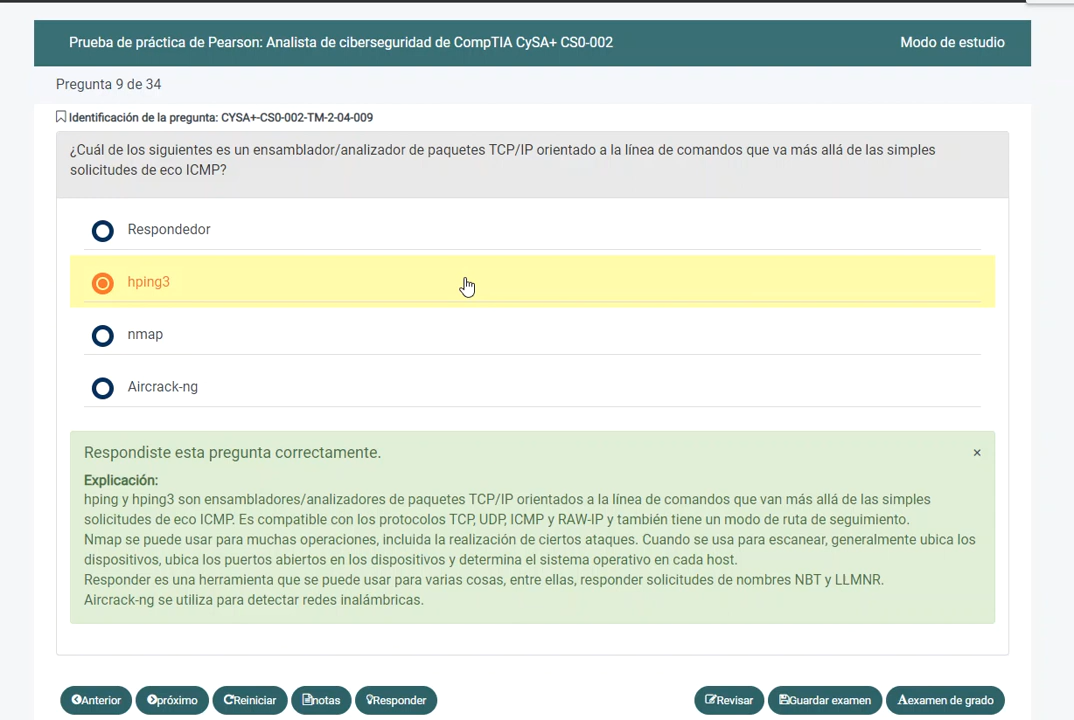 Prueba de práctica de Pearson: Analista de ciberseguridad de CompTIA CySA+ CS0-002
Modo de estudio
Pregunta 9 de 34
Identificación de la pregunta: CYSA+-CS0-002-TM-2-04-009
¿Cuál de los siguientes es un ensamblador/analizador de paquetes TCP/IP orientado a la línea de comandos que va más allá de las simples
solicitudes de eco ICMP?
Respondedor
hping3
nmap
Aircrack-ng
Respondiste esta pregunta correctamente.
×
Explicación:
hping y hping3 son ensambladores/analizadores de paquetes TCP/IP orientados a la línea de comandos que van más allá de las simples
solicitudes de eco ICMP. Es compatible con los protocolos TCP, UDP, ICMP y RAW-IP y también tiene un modo de ruta de seguimiento.
Nmap se puede usar para muchas operaciones, incluida la realización de ciertos ataques. Cuando se usa para escanear, generalmente ubica los
dispositivos, ubica los puertos abiertos en los dispositivos y determina el sistema operativo en cada host.
Responder es una herramienta que se puede usar para varias cosas, entre ellas, responder solicitudes de nombres NBT y LLMNR.
Aircrack-ng se utiliza para detectar redes inalámbricas.
Anterior
próximo
Reiniciar
notas
Responder
Revisar
Guardar examen
Aexamen de grado